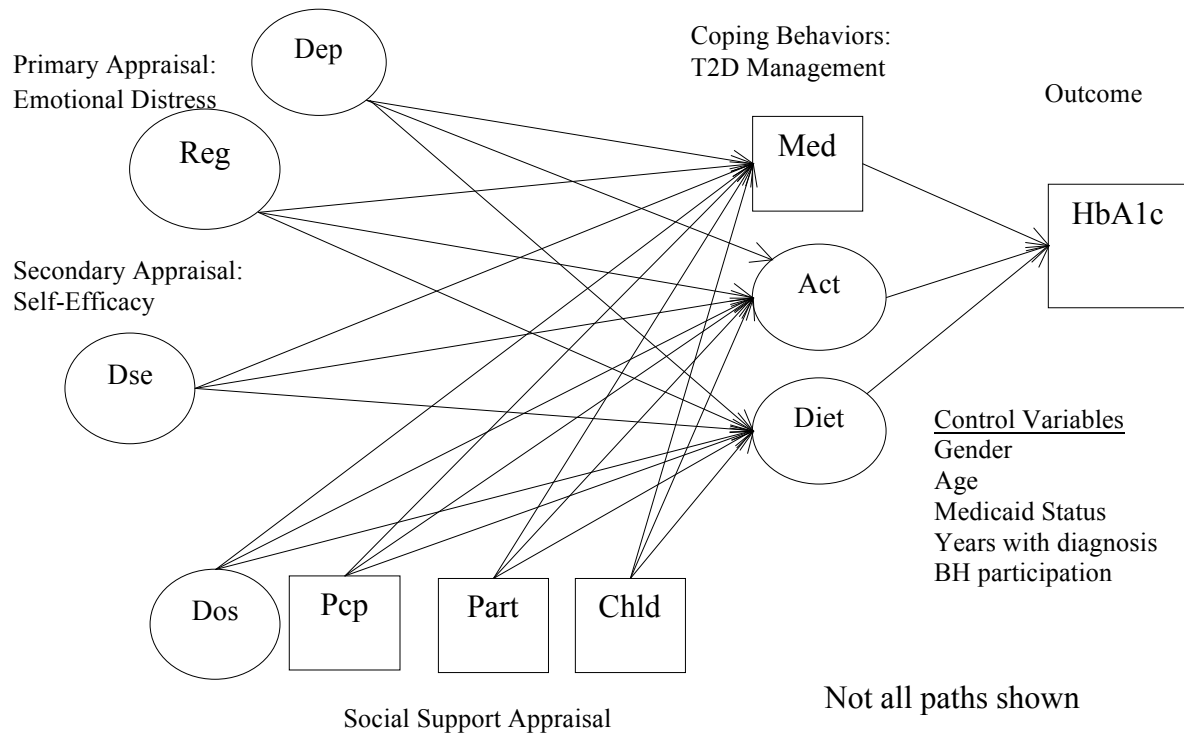 Dep
Primary Appraisal:
Emotional Distress
Reg
Secondary Appraisal:
Self-Efficacy
Dse
Dos
Pcp
Part
Chld
Social Support Appraisal
Coping Behaviors:
T2D Management
Med
Act
Diet
Outcome
HbA1c
Control Variables
Gender
Age
Medicaid Status
Years with diagnosis
BH participation
Not all paths shown